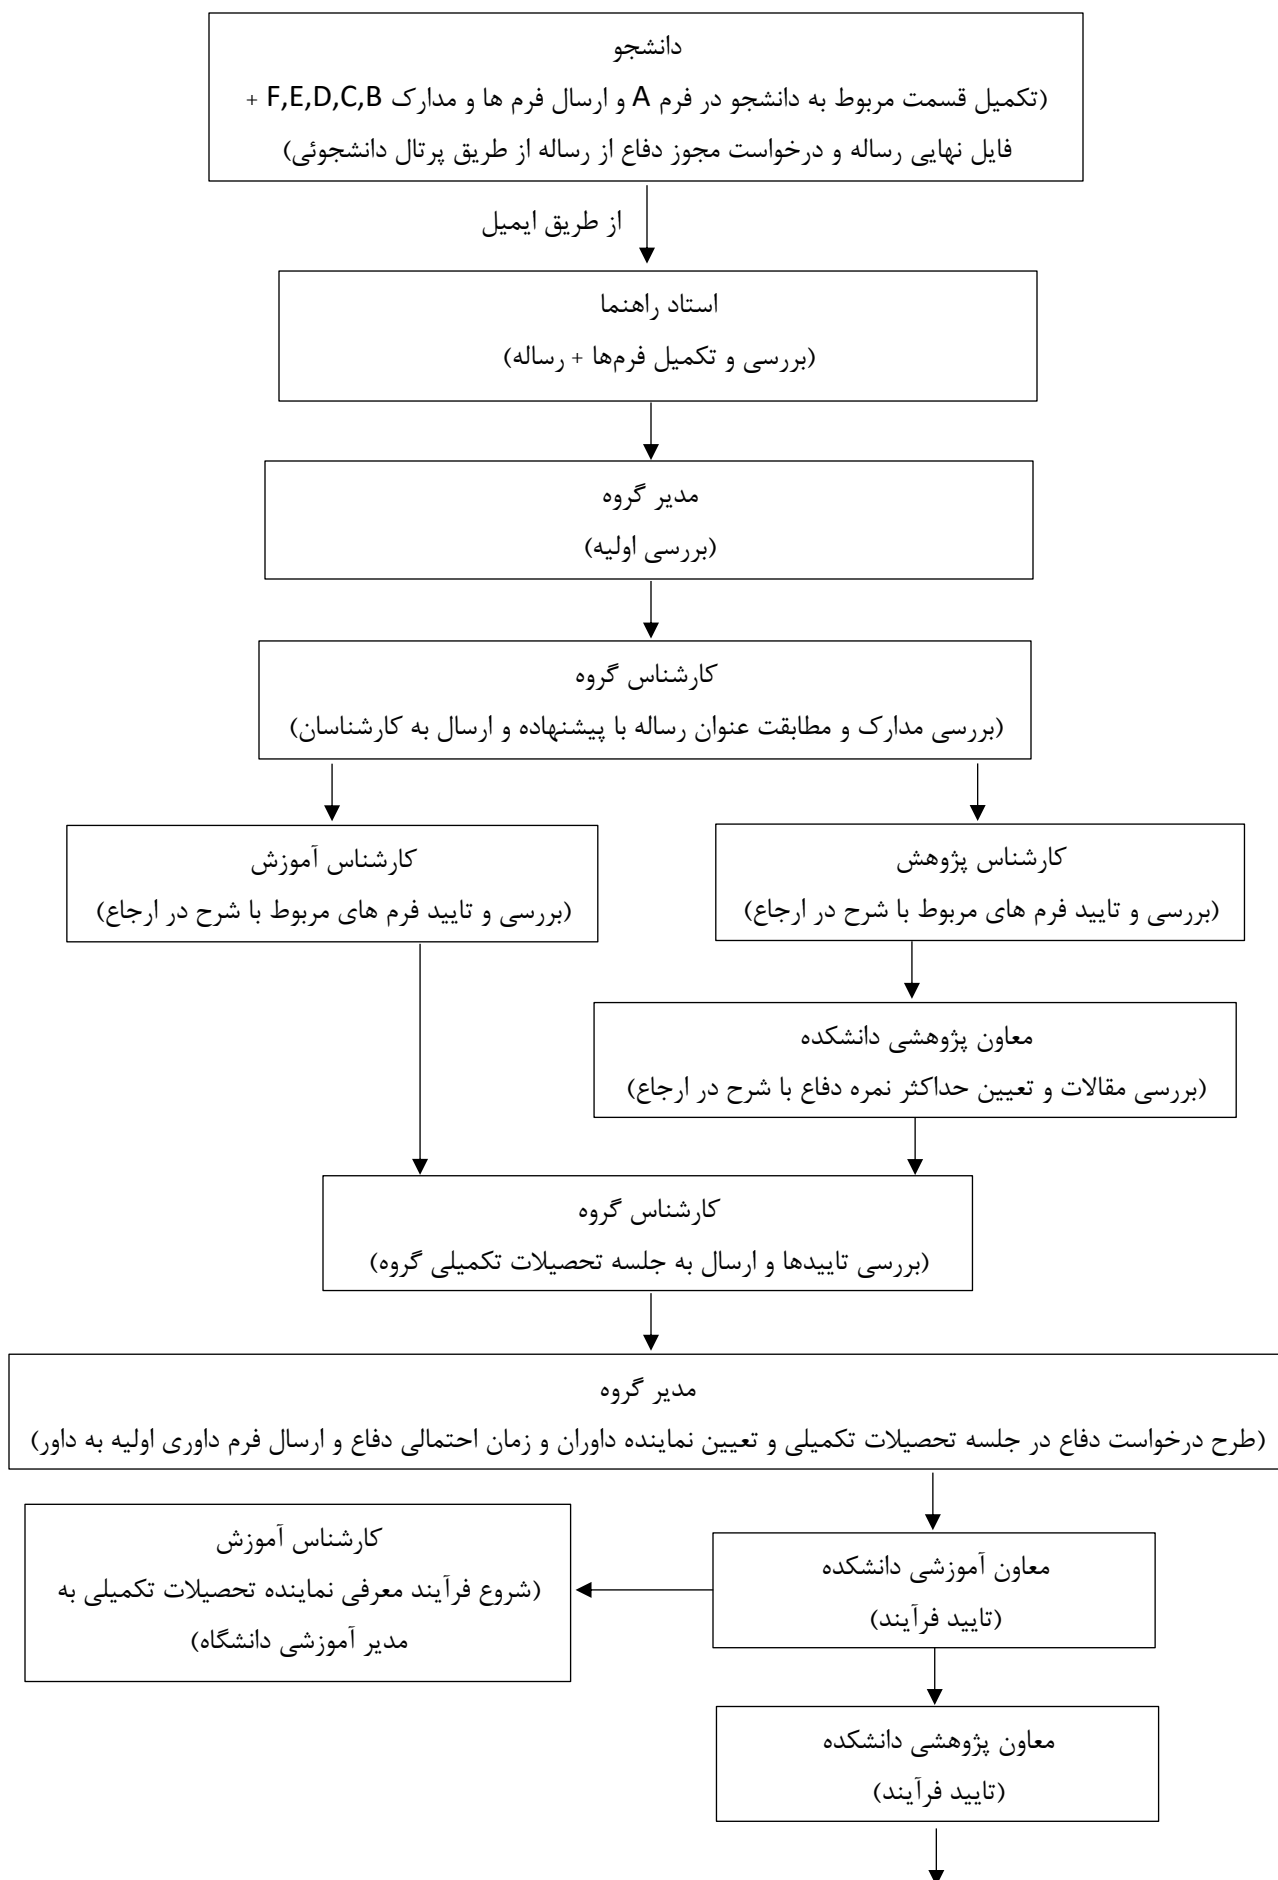 دانشجو
(تکمیل قسمت مربوط به دانشجو در فرم A و ارسال فرم ها و مدارک F,E,D,C,B +
فایل نهایی رساله و درخواست مجوز دفاع از رساله از طریق پرتال دانشجوئی)
از طریق ایمیل
استاد راهنما
(بررسی و تکمیل فرم‌ها + رساله)
مدیر گروه
(بررسی اولیه)
کارشناس گروه
(بررسی مدارک و مطابقت عنوان رساله با پیشنهاده و ارسال به کارشناسان)
کارشناس پژوهش
(بررسی و تایید فرم های مربوط با شرح در ارجاع)
کارشناس آموزش
(بررسی و تایید فرم های مربوط با شرح در ارجاع)
معاون پژوهشی دانشکده
(بررسی مقالات و تعیین حداکثر نمره دفاع با شرح در ارجاع)
کارشناس گروه
(بررسی تاییدها و ارسال به جلسه تحصیلات تکمیلی گروه)
مدیر گروه
(طرح درخواست دفاع در جلسه تحصیلات تکمیلی و تعیین نماینده داوران و زمان احتمالی دفاع و ارسال فرم داوری اولیه به داور)
معاون آموزشی دانشکده
(تایید فرآیند)
کارشناس آموزش
(شروع فرآیند معرفی نماینده تحصیلات تکمیلی به
مدیر آموزشی دانشگاه)
معاون پژوهشی دانشکده
(تایید فرآیند)